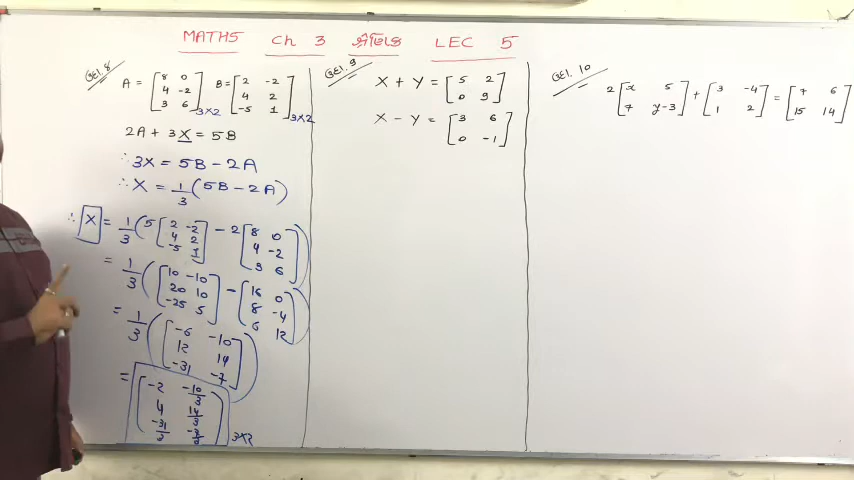 MATHS Ch 3 શ્રેણિક LEC 5
ઉદા. 8
A = [8 0; 4 -2; 3 6] 3×2 B = [2 -2; 4 2; -5 1] 3×2
2A + 3X = 5B
∴ 3X = 5B - 2A
∴ X = 1/3 (5B - 2A)
∴ X = 1/3 (5 [2 -2; 4 2; -5 1] - 2 [8 0; 4 -2; 3 6])
= 1/3 ([10 -10; 20 10; -25 5] - [16 0; 8 -4; 6 12])
= 1/3 ([-6 -10; 12 14; -31 -7])
= [-2 -10/3; 4 14/3; -31/3 -7/3] 3×2
ઉદા. 9
X + Y = [5 2; 0 9]
X - Y = [3 6; 0 -1]
ઉદા. 10
2 [x 5; 7 y-3] + [3 -4; 1 2] = [7 6; 15 14]